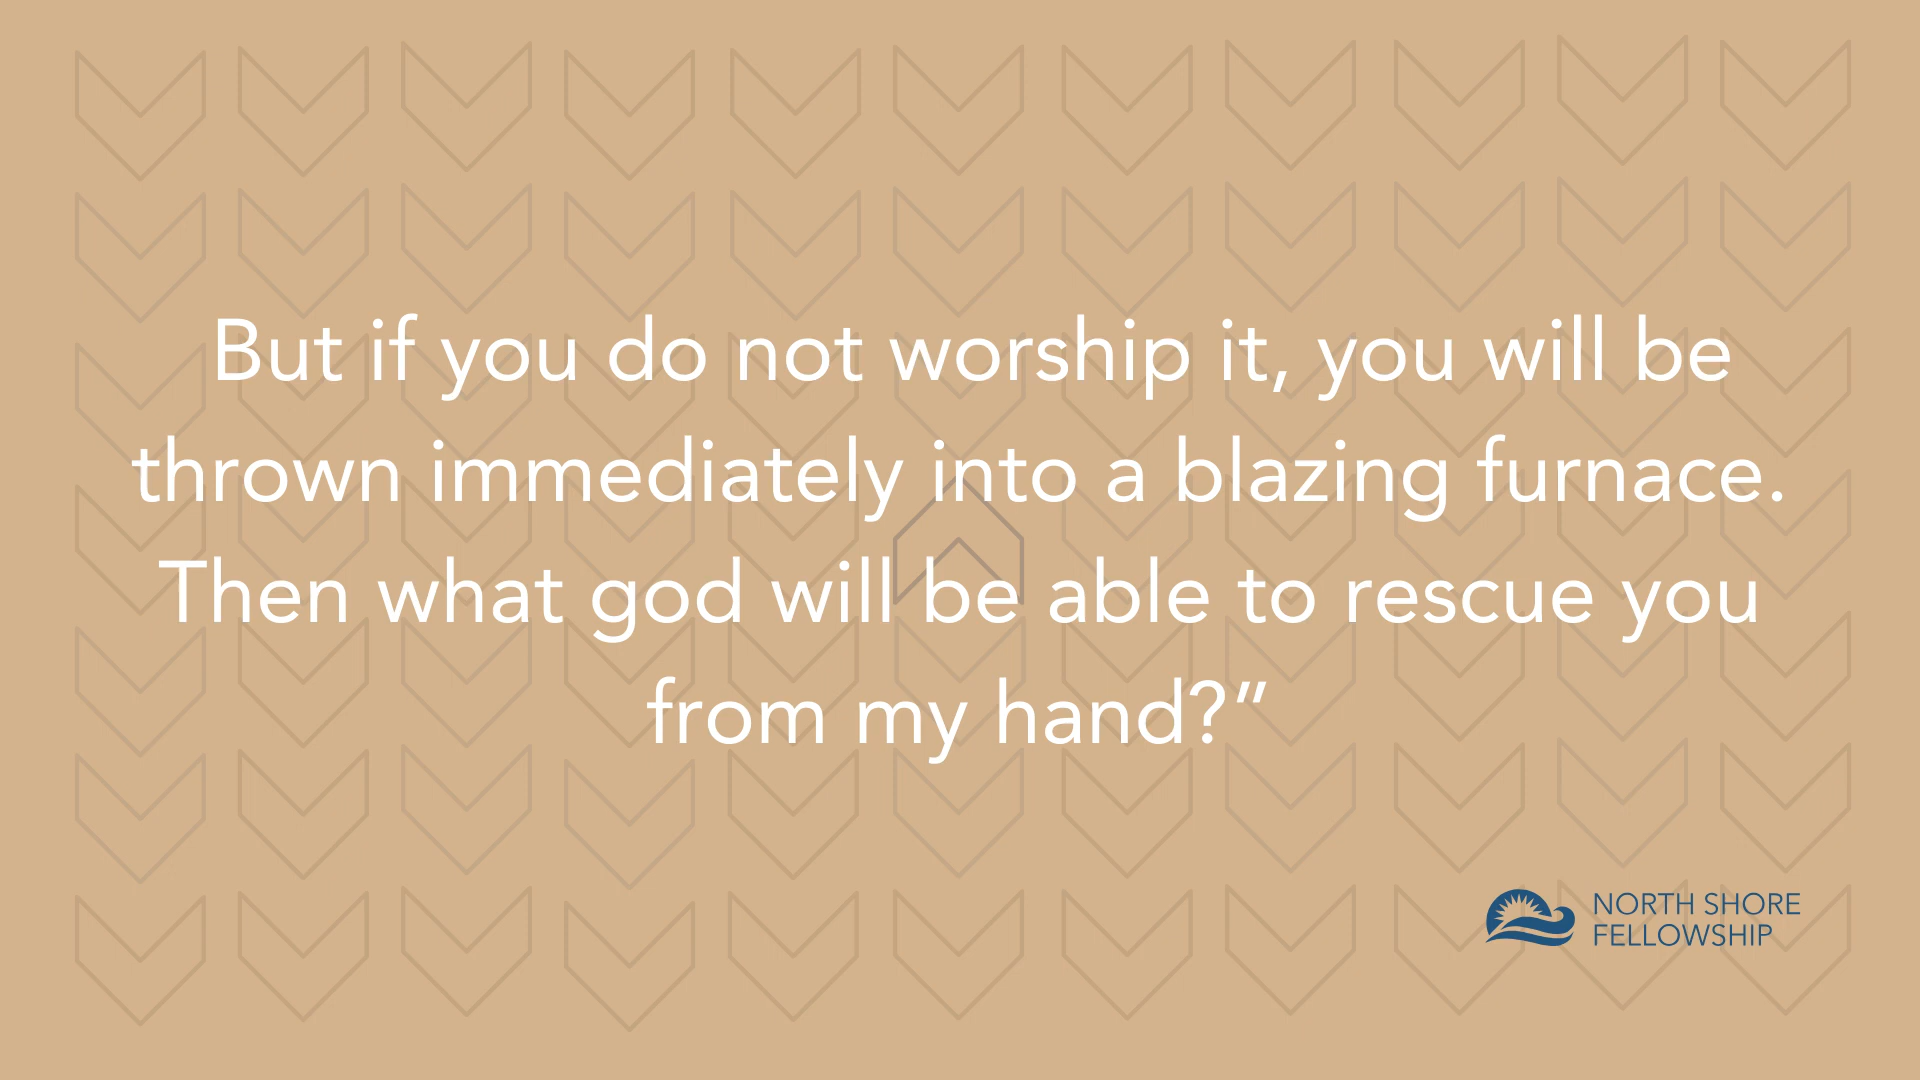 But if you do not worship it, you will be
thrown immediately into a blazing furnace.
Then what god will be able to rescue you
from my hand?”
NORTH SHORE
FELLOWSHIP